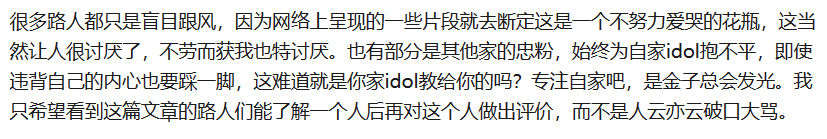 很多路人都只是盲目跟风，因为网络上呈现的一些片段就去断定这是一个不努力爱哭的花瓶，这当
然让人很讨厌了，不劳而获我也特讨厌。也有部分是其他家的忠粉，始终为自家idol抱不平，即使
违背自己的内心也要踩一脚，这难道就是你家idol教给你的吗？专注自家吧，是金子总会发光。我
只希望看到这篇文章的路人们能了解一个人后再对这个人做出评价，而不是人云亦云破口大骂。